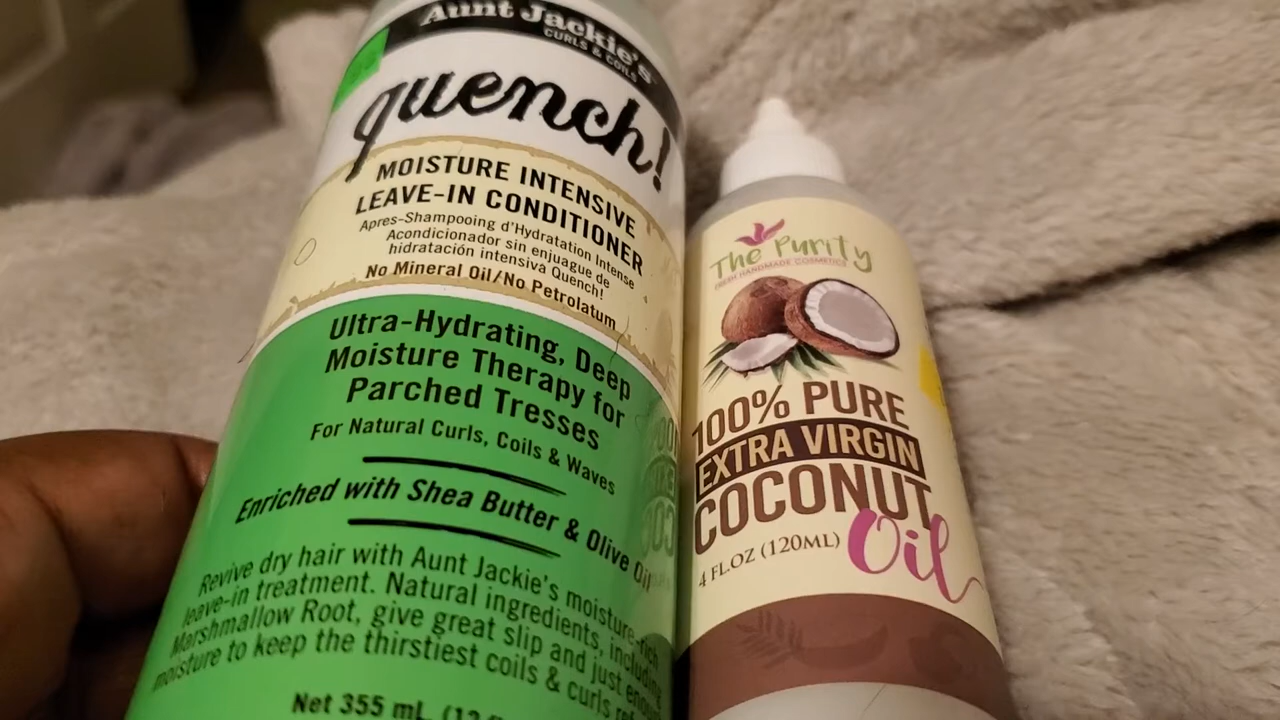 Aunt Jackie's
CURLS & COILS
quench!
MOISTURE INTENSIVE
LEAVE-IN CONDITIONER
Apres-Shampooing d'Hydratation Intense
Acondicionador sin enjuague de
hidratación intensiva Quench!
No Mineral Oil/No Petrolatum
Ultra-Hydrating, Deep
Moisture Therapy for
Parched Tresses
For Natural Curls, Coils & Waves
Enriched with Shea Butter & Olive Oil
Revive dry hair with Aunt Jackie's moisture-rich
leave-in treatment. Natural ingredients, including
Marshmallow Root, give great slip and just enough
moisture to keep the thirstiest coils & curls
Net 355 mL (12
The Purity
FRESH HANDMADE COSMETICS
100% PURE
EXTRA VIRGIN
COCONUT
Oil
4 FL.OZ (120ML)